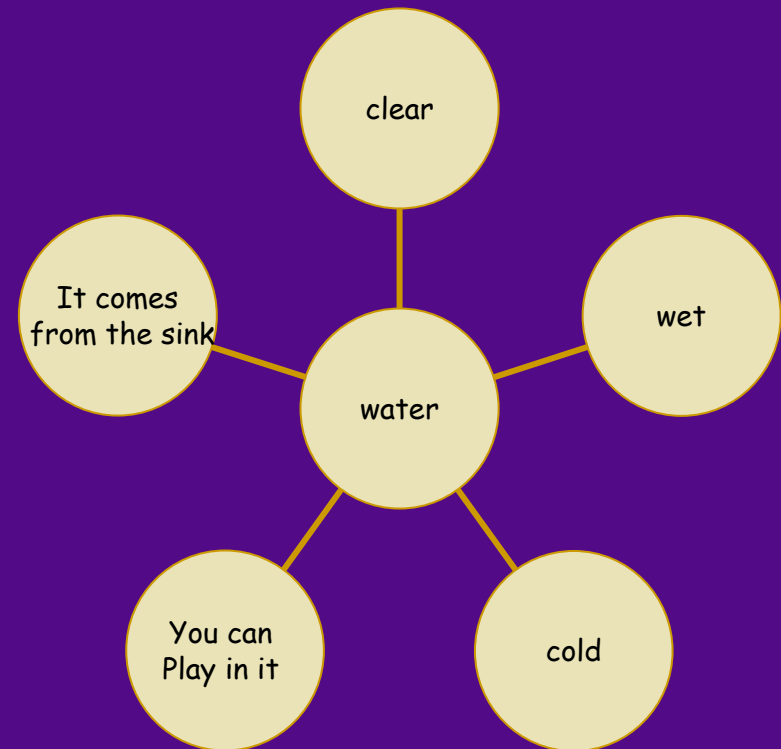 clear
It comes
from the sink
wet
water
You can
Play in it
cold